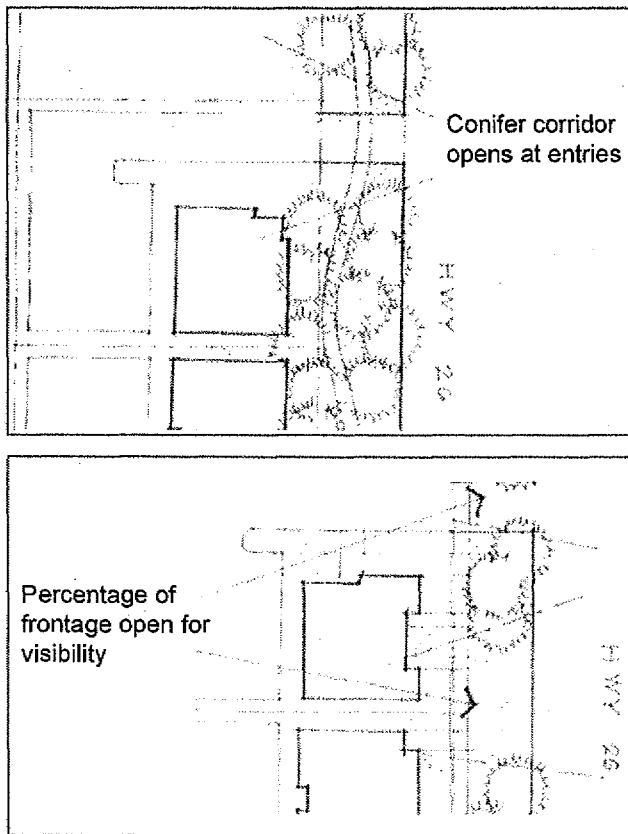 Conifer corridor
opens at entries
HWY 26
Percentage of
frontage open for
visibility
HWY 26